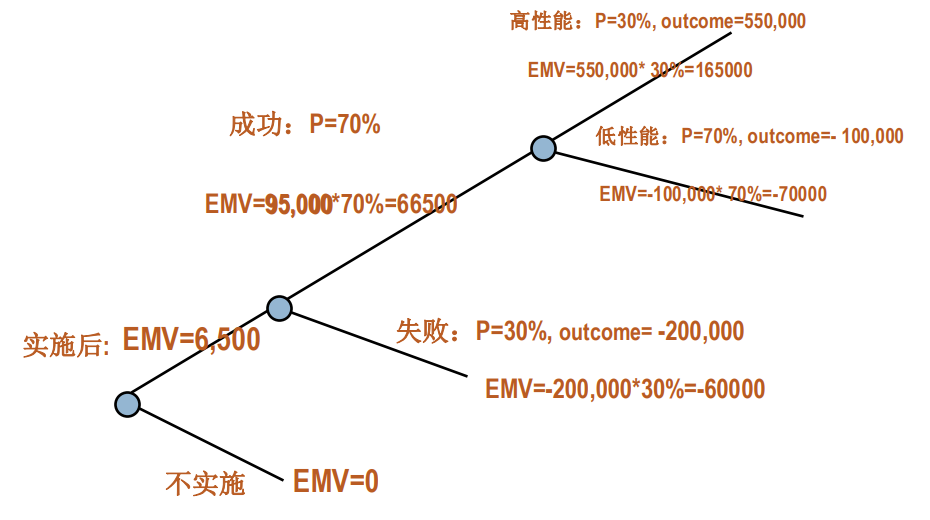 高性能：P=30%, outcome=550,000
EMV=550,000* 30%=165000
成功：P=70%
低性能：P=70%, outcome=- 100,000
EMV=-100,000* 70%=-70000
EMV=95,000*70%=66500
失败：P=30%, outcome= -200,000
实施后: EMV=6,500
EMV=-200,000*30%=-60000
不实施 EMV=0